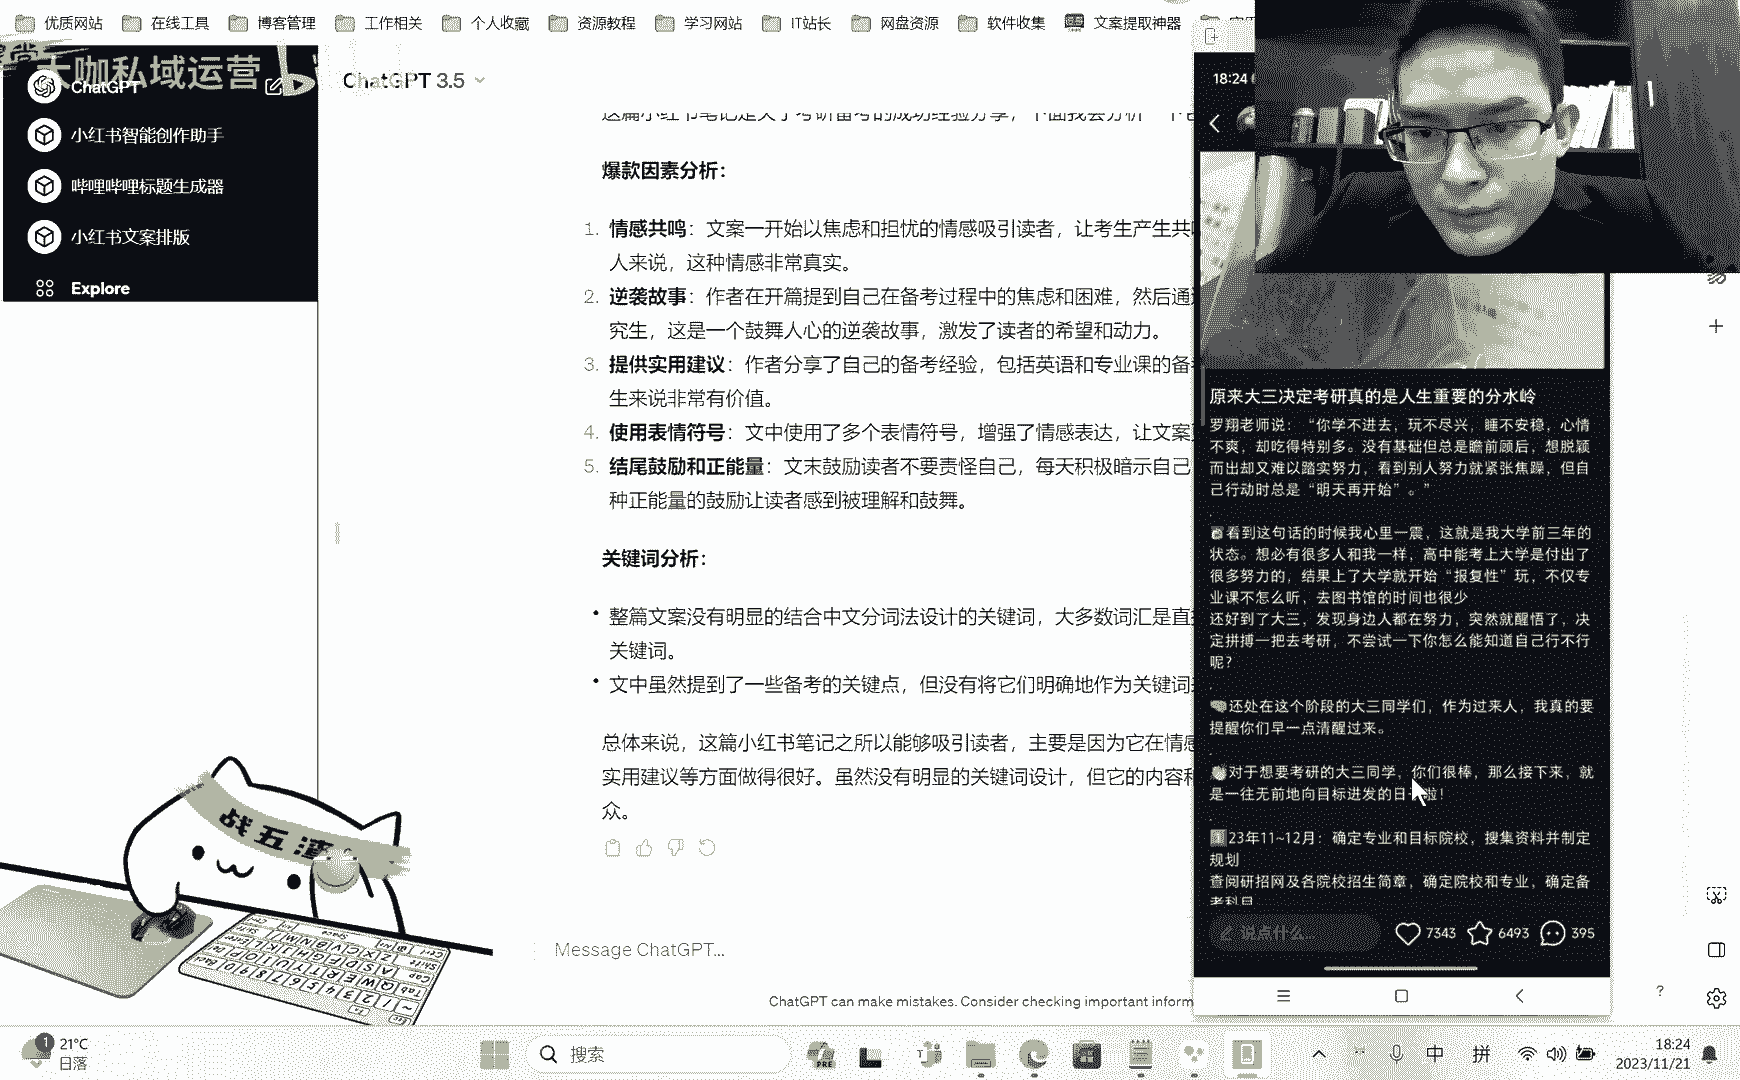 优质网站
在线工具
博客管理
工作相关
个人收藏
资源教程
学习网站
IT站长
网盘资源
软件收集
文案提取神器
大咖私域运营
ChatGPT
小红书智能创作助手
哔哩哔哩标题生成器
小红书文案排版
Explore
ChatGPT 3.5
这篇小红书笔记是关于考研备考的成功经验分享，下面我会分析一下
爆款因素分析：
1. 情感共鸣：文案一开始以焦虑和担忧的情感吸引读者，让考生产生共
人来说，这种情感非常真实。
2. 逆袭故事：作者在开篇提到自己在备考过程中的焦虑和困难，然后通
究生，这是一个鼓舞人心的逆袭故事，激发了读者的希望和动力。
3. 提供实用建议：作者分享了自己的备考经验，包括英语和专业课的备
生来说非常有价值。
4. 使用表情符号：文中使用了多个表情符号，增强了情感表达，让文案
5. 结尾鼓励和正能量：文末鼓励读者不要责怪自己，每天积极暗示自己
种正能量的鼓励让读者感到被理解和鼓舞。
关键词分析：
• 整篇文案没有明显的结合中文分词法设计的关键词，大多数词汇是直
关键词。
• 文中虽然提到了一些备考的关键点，但没有将它们明确地作为关键词
总体来说，这篇小红书笔记之所以能够吸引读者，主要是因为它在情感
实用建议等方面做得很好。虽然没有明显的关键词设计，但它的内容和
众。
Message ChatGPT...
ChatGPT can make mistakes. Consider checking important inform
18:24
原来大三决定考研真的是人生重要的分水岭
罗翔老师说：“你学不进去，玩不尽兴，睡不安稳，心情
不爽，却吃得特别多。没有基础但总是瞻前顾后，想脱颖
而出却又难以踏实努力，看到别人努力就紧张焦躁，但自
己行动时总是“明天再开始”。”
看到这句话的时候我心里一震，这就是我大学前三年的
状态。想必有很多人和我一样，高中能考上大学是付出了
很多努力的，结果上了大学就开始“报复性”玩，不仅专
业课不怎么听，去图书馆的时间也很少
还好到了大三，发现身边人都在努力，突然就醒悟了，决
定拼搏一把去考研，不尝试一下你怎么能知道自己行不行
呢？
还处在这个阶段的大三同学们，作为过来人，我真的要
提醒你们早一点清醒过来。
对于想要考研的大三同学，你们很棒，那么接下来，就
是一往无前地向目标进发的日子啦！
1 23年11~12月：确定专业和目标院校，搜集资料并制定
规划
查阅研招网及各院校招生简章，确定院校和专业，确定备
考科目
说点什么...
7343
6493
395
战五渣
21°C
日落
搜索
中
拼
18:24
2023/11/21